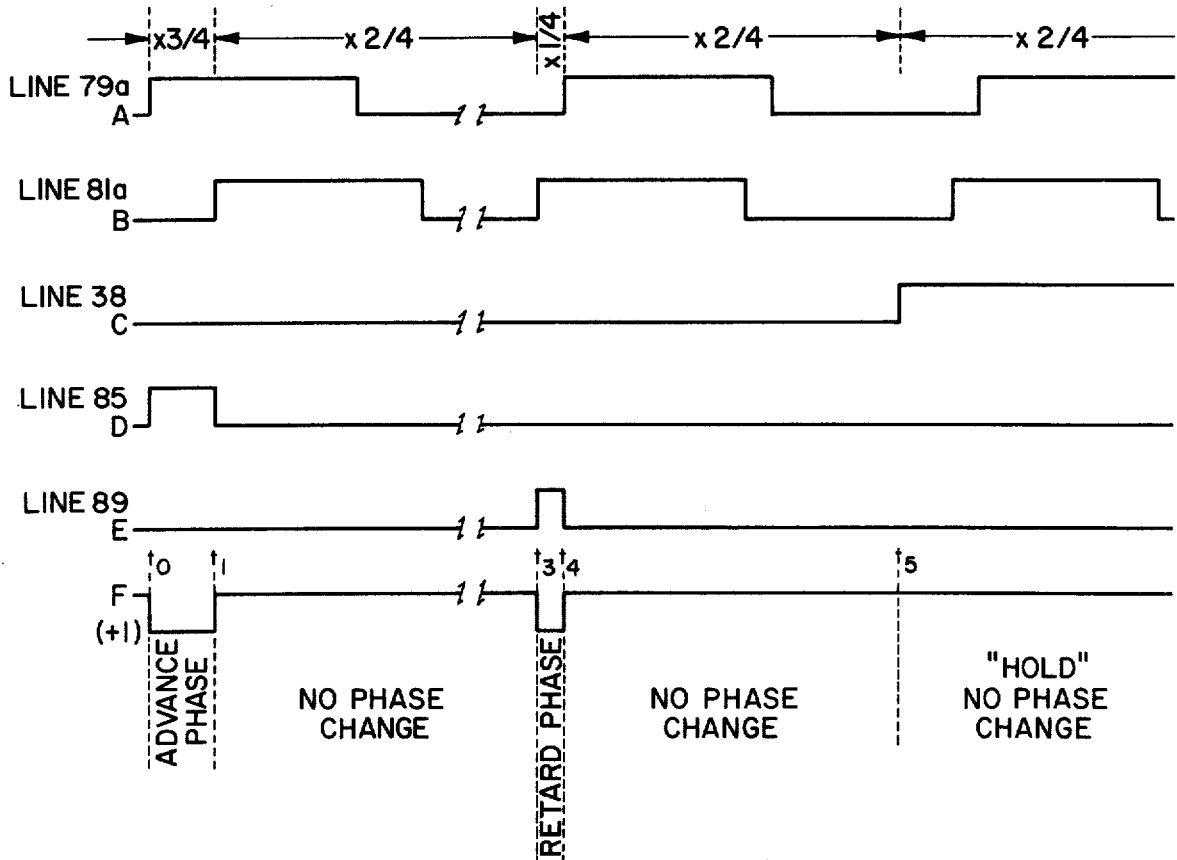 x3/4 x 2/4 x 1/4 x 2/4 x 2/4
LINE 79a
A
LINE 81a
B
LINE 38
C
LINE 85
D
LINE 89
E
t0 t1 t3 t4 t5
F
(+1)
ADVANCE
PHASE
NO PHASE
CHANGE
RETARD PHASE
NO PHASE
CHANGE
"HOLD"
NO PHASE
CHANGE